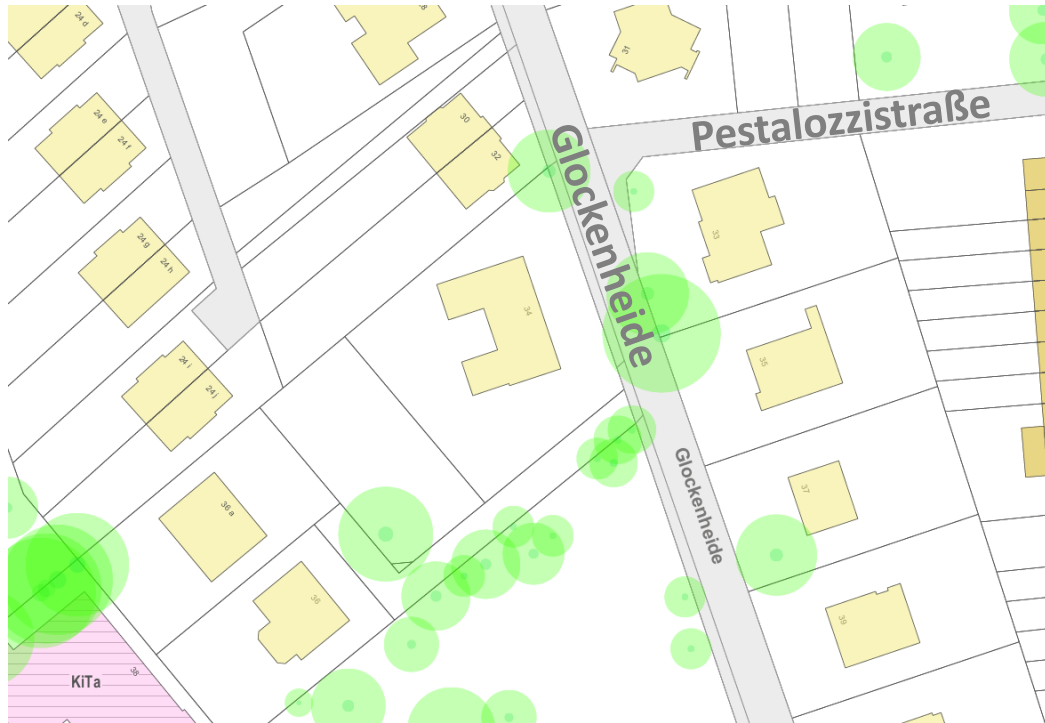 24 d
31
24 e
24 f
30
32
Pestalozzistraße
Glockenheide
24 g
24 h
33
34
24 i
24 j
35
Glockenheide
36 a
37
36
39
38
KiTa